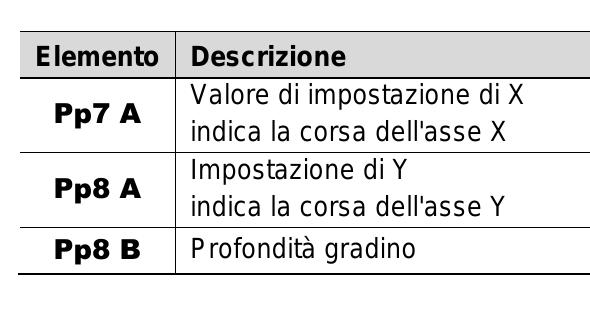 Elemento Descrizione
Pp7 A Valore di impostazione di X
indica la corsa dell'asse X
Pp8 A Impostazione di Y
indica la corsa dell'asse Y
Pp8 B Profondità gradino